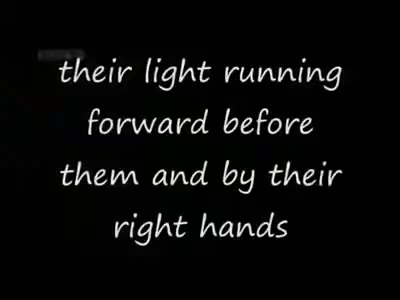 their light running
forward before
them and by their
right hands